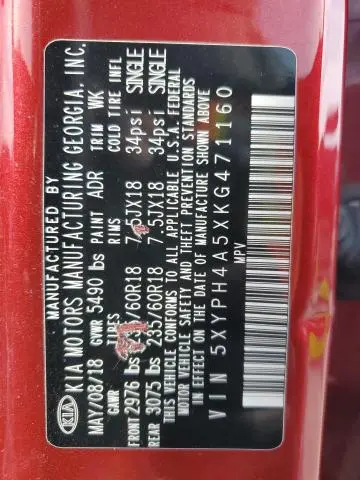 MANUFACTURED BY
KIA KIA MOTORS MANUFACTURING GEORGIA, INC.
MAY/08/18 GVWR 5490 lbs PAINT ADR TRIM WK
GAWR TIRES RIMS COLD TIRE INFL
FRONT 2976 lbs /60R18 7. 5JX18 34psi SINGLE
REAR 3075 lbs 235/60R18 7.5JX18 34psi SINGLE
THIS VEHICLE CONFORMS TO ALL APPLICABLE U.S.A. FEDERAL
MOTOR VEHICLE SAFETY AND THEFT PREVENTION STANDARDS
IN EFFECT ON THE DATE OF MANUFACTURE SHOWN ABOVE
VIN 5XYPH4A5XKG471160
MPV